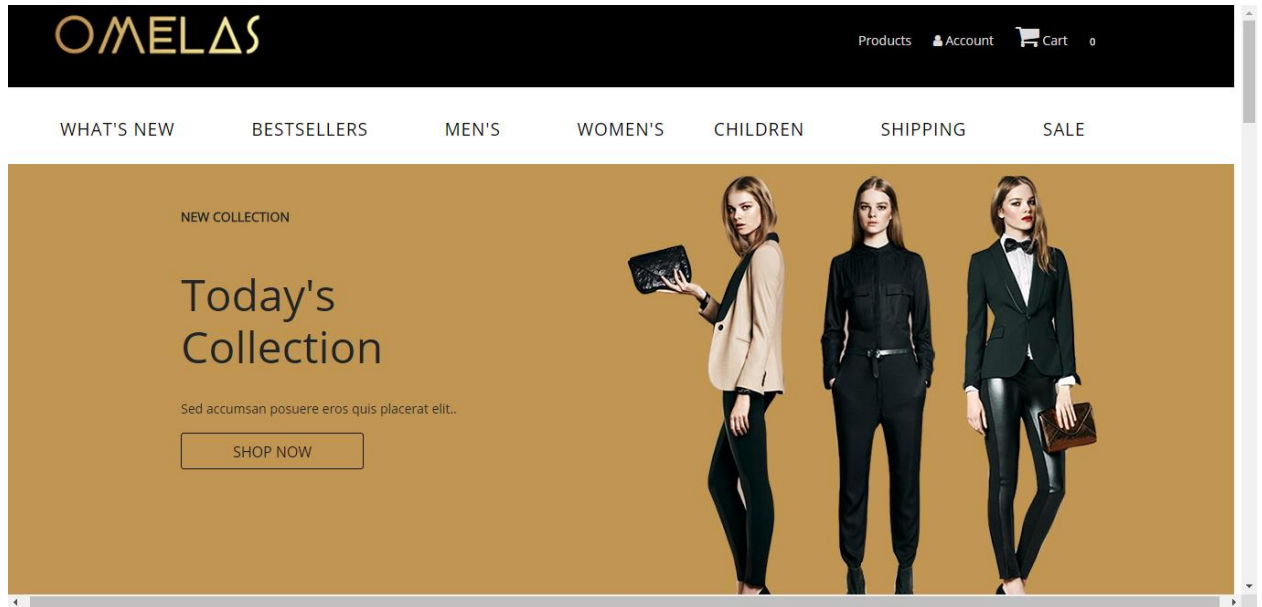 OMELAS
Products Account Cart 0
WHAT'S NEW BESTSELLERS MEN'S WOMEN'S CHILDREN SHIPPING SALE
NEW COLLECTION
Today's
Collection
Sed accumsan posuere eros quis placerat elit..
SHOP NOW